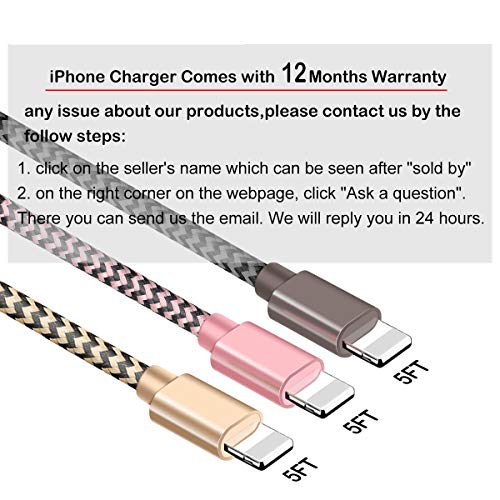 iPhone Charger Comes with 12Months Warranty
any issue about our products,please contact us by the
follow steps:
1. click on the seller's name which can be seen after "sold by"
2. on the right corner on the webpage, click "Ask a question".
There you can send us the email. We will reply you in 24 hours.
5FT
5FT
5FT